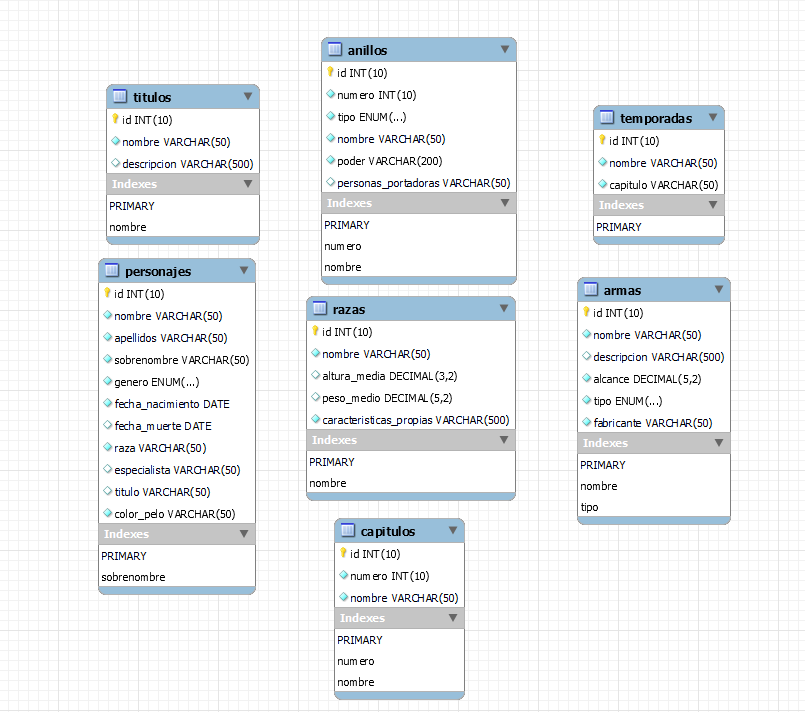 titulos
id INT(10)
nombre VARCHAR(50)
descripcion VARCHAR(500)
Indexes
PRIMARY
nombre
anillos
id INT(10)
numero INT(10)
tipo ENUM(...)
nombre VARCHAR(50)
poder VARCHAR(200)
personas_portadoras VARCHAR(50)
Indexes
PRIMARY
numero
nombre
temporadas
id INT(10)
nombre VARCHAR(50)
capitulo VARCHAR(50)
Indexes
PRIMARY
personajes
id INT(10)
nombre VARCHAR(50)
apellidos VARCHAR(50)
sobrenombre VARCHAR(50)
genero ENUM(...)
fecha_nacimiento DATE
fecha_muerte DATE
raza VARCHAR(50)
especialista VARCHAR(50)
titulo VARCHAR(50)
color_pelo VARCHAR(50)
Indexes
PRIMARY
sobrenombre
razas
id INT(10)
nombre VARCHAR(50)
altura_media DECIMAL(3,2)
peso_medio DECIMAL(5,2)
caracteristicas_propias VARCHAR(500)
Indexes
PRIMARY
nombre
armas
id INT(10)
nombre VARCHAR(50)
descripcion VARCHAR(500)
alcance DECIMAL(5,2)
tipo ENUM(...)
fabricante VARCHAR(50)
Indexes
PRIMARY
nombre
tipo
capitulos
id INT(10)
numero INT(10)
nombre VARCHAR(50)
Indexes
PRIMARY
numero
nombre